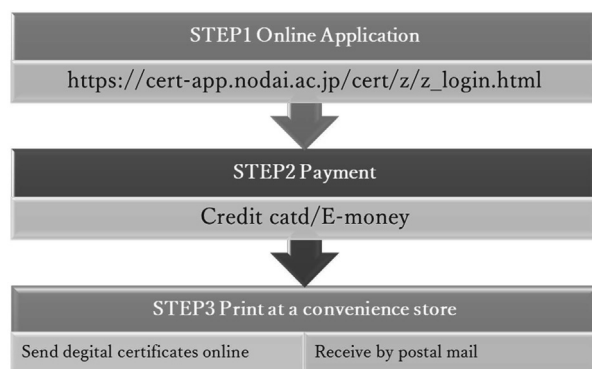 STEP1 Online Application
https://cert-app.nodai.ac.jp/cert/z/z_login.html
STEP2 Payment
Credit catd/E-money
STEP3 Print at a convenience store
Send degital certificates online
Receive by postal mail